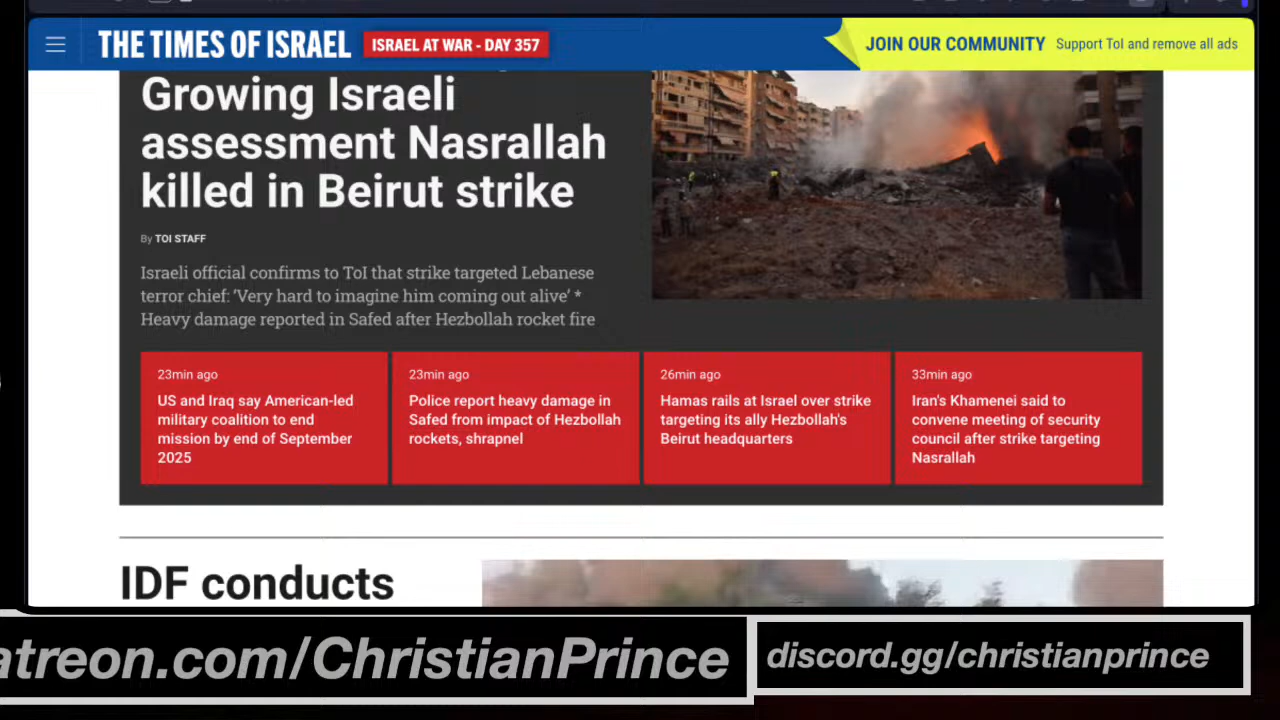 THE TIMES OF ISRAEL
ISRAEL AT WAR - DAY 357
JOIN OUR COMMUNITY Support ToI and remove all ads
Growing Israeli
assessment Nasrallah
killed in Beirut strike
By TOI STAFF
Israeli official confirms to ToI that strike targeted Lebanese
terror chief: ‘Very hard to imagine him coming out alive’ *
Heavy damage reported in Safed after Hezbollah rocket fire
23min ago
US and Iraq say American-led
military coalition to end
mission by end of September
2025
23min ago
Police report heavy damage in
Safed from impact of Hezbollah
rockets, shrapnel
26min ago
Hamas rails at Israel over strike
targeting its ally Hezbollah's
Beirut headquarters
33min ago
Iran's Khamenei said to
convene meeting of security
council after strike targeting
Nasrallah
IDF conducts
atreon.com/ChristianPrince
discord.gg/christianprince